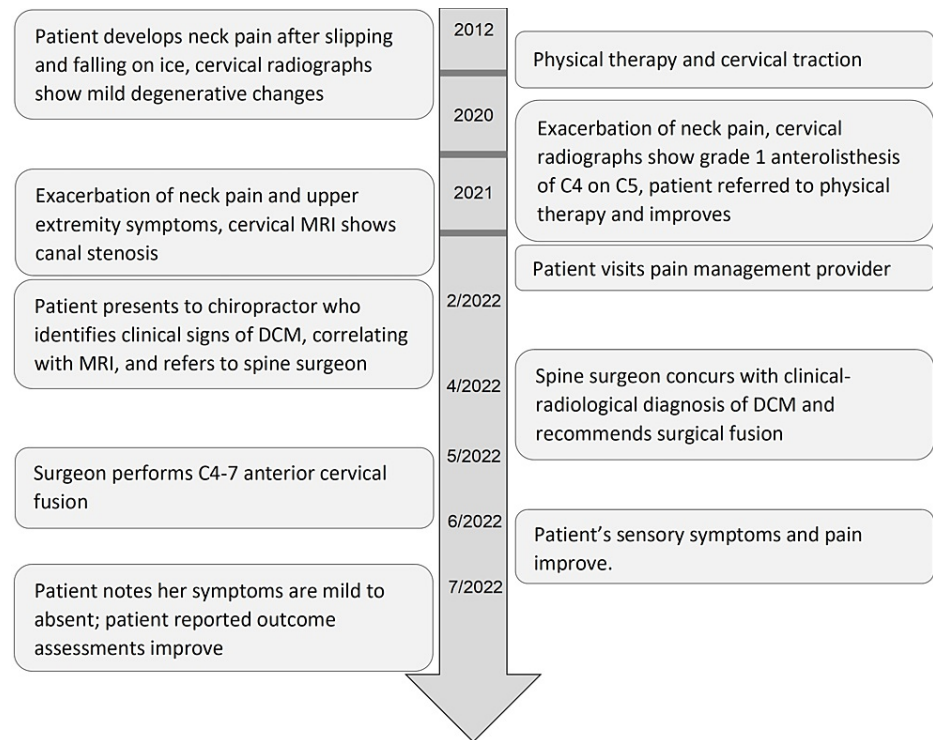 2012
Patient develops neck pain after slipping
and falling on ice, cervical radiographs
show mild degenerative changes
Physical therapy and cervical traction
2020
Exacerbation of neck pain, cervical
radiographs show grade 1 anterolisthesis
of C4 on C5, patient referred to physical
therapy and improves
2021
Exacerbation of neck pain and upper
extremity symptoms, cervical MRI shows
canal stenosis
Patient visits pain management provider
2/2022
Patient presents to chiropractor who
identifies clinical signs of DCM, correlating
with MRI, and refers to spine surgeon
4/2022
Spine surgeon concurs with clinical-
radiological diagnosis of DCM and
recommends surgical fusion
5/2022
Surgeon performs C4-7 anterior cervical
fusion
6/2022
Patient’s sensory symptoms and pain
improve.
7/2022
Patient notes her symptoms are mild to
absent; patient reported outcome
assessments improve